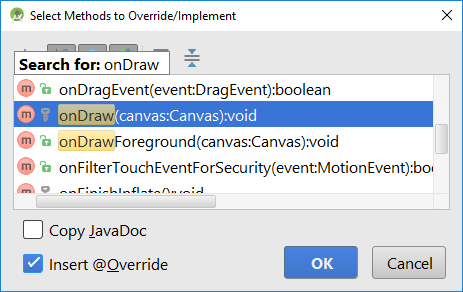 Select Methods to Override/Implement
Search for: onDraw
onDragEvent(event:DragEvent):boolean
onDraw(canvas:Canvas):void
onDrawForeground(canvas:Canvas):void
onFilterTouchEventForSecurity(event:MotionEvent):boo
onFinishInflate():void
Copy JavaDoc
Insert @Override
OK
Cancel